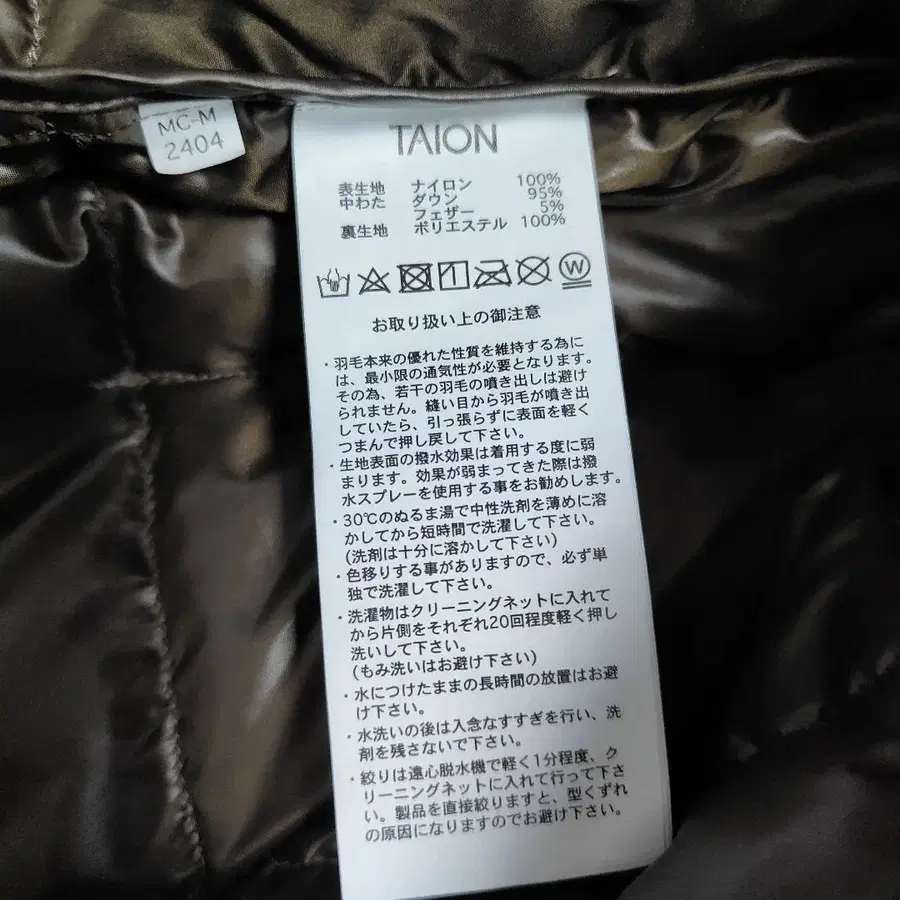 MC-M
2404
TAION
表生地 ナイロン 100%
中わた ダウン 95%
フェザー 5%
裏生地 ポリエステル 100%
W
お取り扱い上の御注意
・羽毛本来の優れた性質を維持する為に
は、最小限の通気性が必要となります。
その為、若干の羽毛の噴き出しは避け
られません。縫い目から羽毛が噴き出
していたら、引っ張らずに表面を軽く
つまんで押し戻して下さい。
・生地表面の撥水効果は着用する度に弱
まります。効果が弱まってきた際は撥
水スプレーを使用する事をお勧めします。
・30℃のぬるま湯で中性洗剤を薄めに溶
かしてから短時間で洗濯して下さい。
(洗剤は十分に溶かして下さい)
・色移りする事がありますので、必ず単
独で洗濯して下さい。
・洗濯物はクリーニングネットに入れて
から片側をそれぞれ20回程度軽く押し
洗いして下さい。
(もみ洗いはお避け下さい)
・水につけたままの長時間の放置はお避
け下さい。
・水洗いの後は入念なすすぎを行い、洗
剤を残さないで下さい。
・絞りは遠心脱水機で軽く1分程度、ク
リーニングネットに入れて行って下さ
い。製品を直接絞りますと、型くずれ
の原因になりますのでお避け下さい。